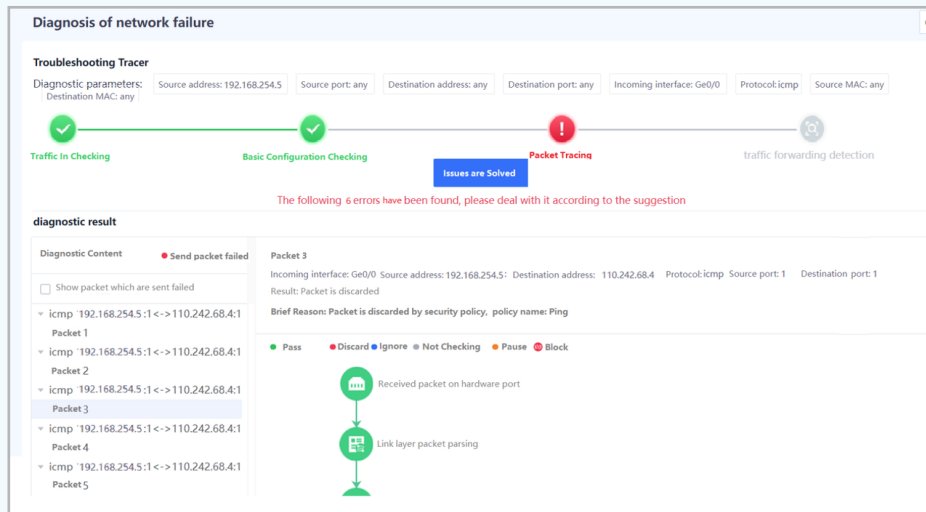 Diagnosis of network failure
Troubleshooting Tracer
Diagnostic parameters: Source address: 192.168.254.5 Source port: any Destination address: any Destination port: any Incoming interface: Ge0/0 Protocol:icmp Source MAC: any
Destination MAC: any
Traffic In Checking Basic Configuration Checking Packet Tracing traffic forwarding detection
Issues are Solved
The following 6 errors have been found, please deal with it according to the suggestion
diagnostic result
Diagnostic Content Send packet failed
Show packet which are sent failed
icmp 192.168.254.5:1<->110.242.68.4:1
Packet 1
icmp 192.168.254.5:1<->110.242.68.4:1
Packet 2
icmp 192.168.254.5:1<->110.242.68.4:1
Packet 3
icmp 192.168.254.5:1<->110.242.68.4:1
Packet 4
icmp 192.168.254.5:1<->110.242.68.4:1
Packet 5
Packet 3
Incoming interface: Ge0/0 Source address: 192.168.254.5: Destination address: 110.242.68.4 Protocol:icmp Source port: 1 Destination port: 1
Result: Packet is discarded
Brief Reason: Packet is discarded by security policy, policy name: Ping
Pass Discard Ignore Not Checking Pause Block
Received packet on hardware port
Link layer packet parsing